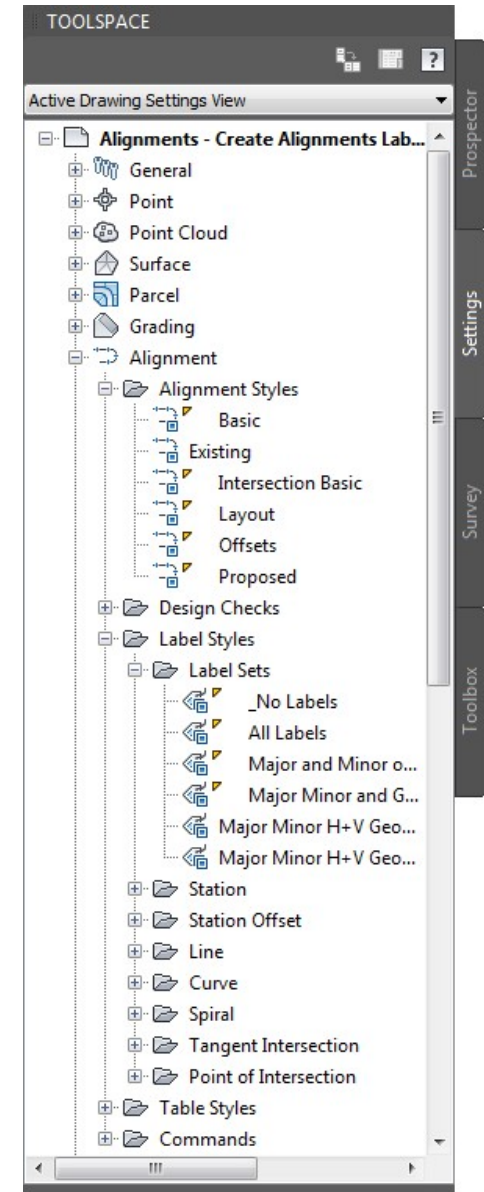 TOOLSPACE
?
Active Drawing Settings View
Alignments - Create Alignments Lab...
General
Point
Point Cloud
Surface
Parcel
Grading
Alignment
Alignment Styles
Basic
Existing
Intersection Basic
Layout
Offsets
Proposed
Design Checks
Label Styles
Label Sets
_No Labels
All Labels
Major and Minor o...
Major Minor and G...
Major Minor H+V Geo...
Major Minor H+V Geo...
Station
Station Offset
Line
Curve
Spiral
Tangent Intersection
Point of Intersection
Table Styles
Commands
Prospector
Settings
Survey
Toolbox